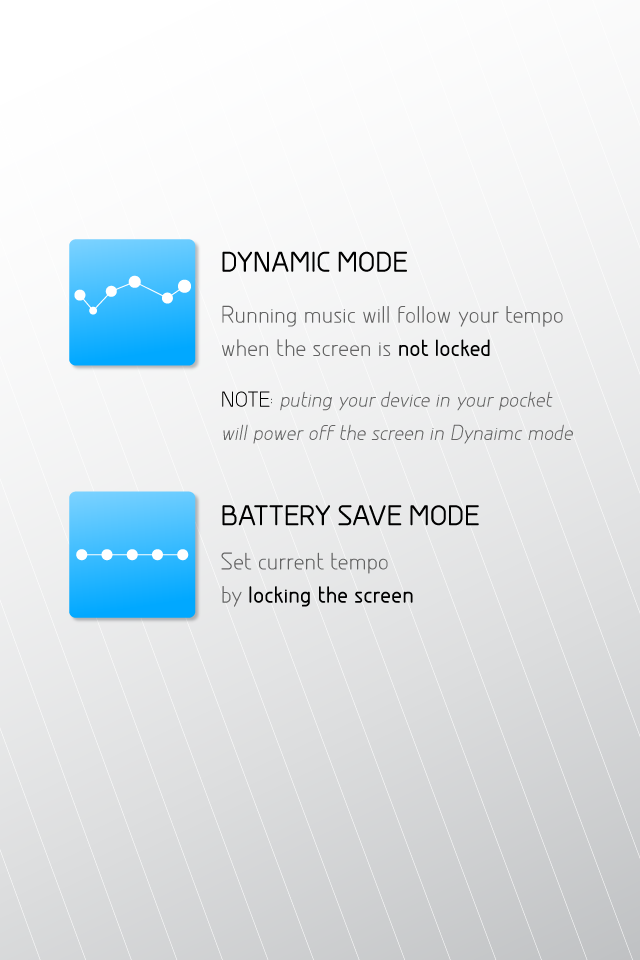 DYNAMIC MODE
Running music will follow your tempo
when the screen is not locked
NOTE: puting your device in your pocket
will power off the screen in Dynaimc mode
BATTERY SAVE MODE
Set current tempo
by locking the screen